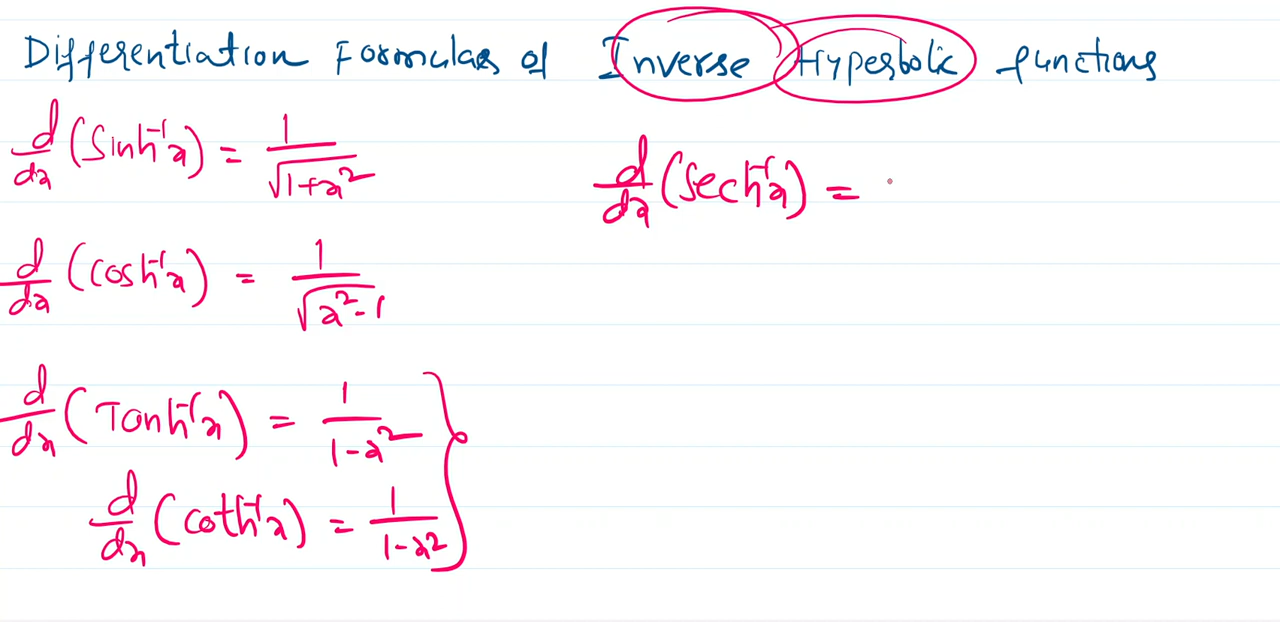 Differentiation Formulas of Inverse Hyperbolic functions
d/dx (Sinh⁻¹x) = 1/√(1+x²)
d/dx (Cosh⁻¹x) = 1/√(x²-1)
d/dx (Tanh⁻¹x) = 1/(1-x²)
d/dx (Coth⁻¹x) = 1/(1-x²)
d/dx (Sech⁻¹x) =